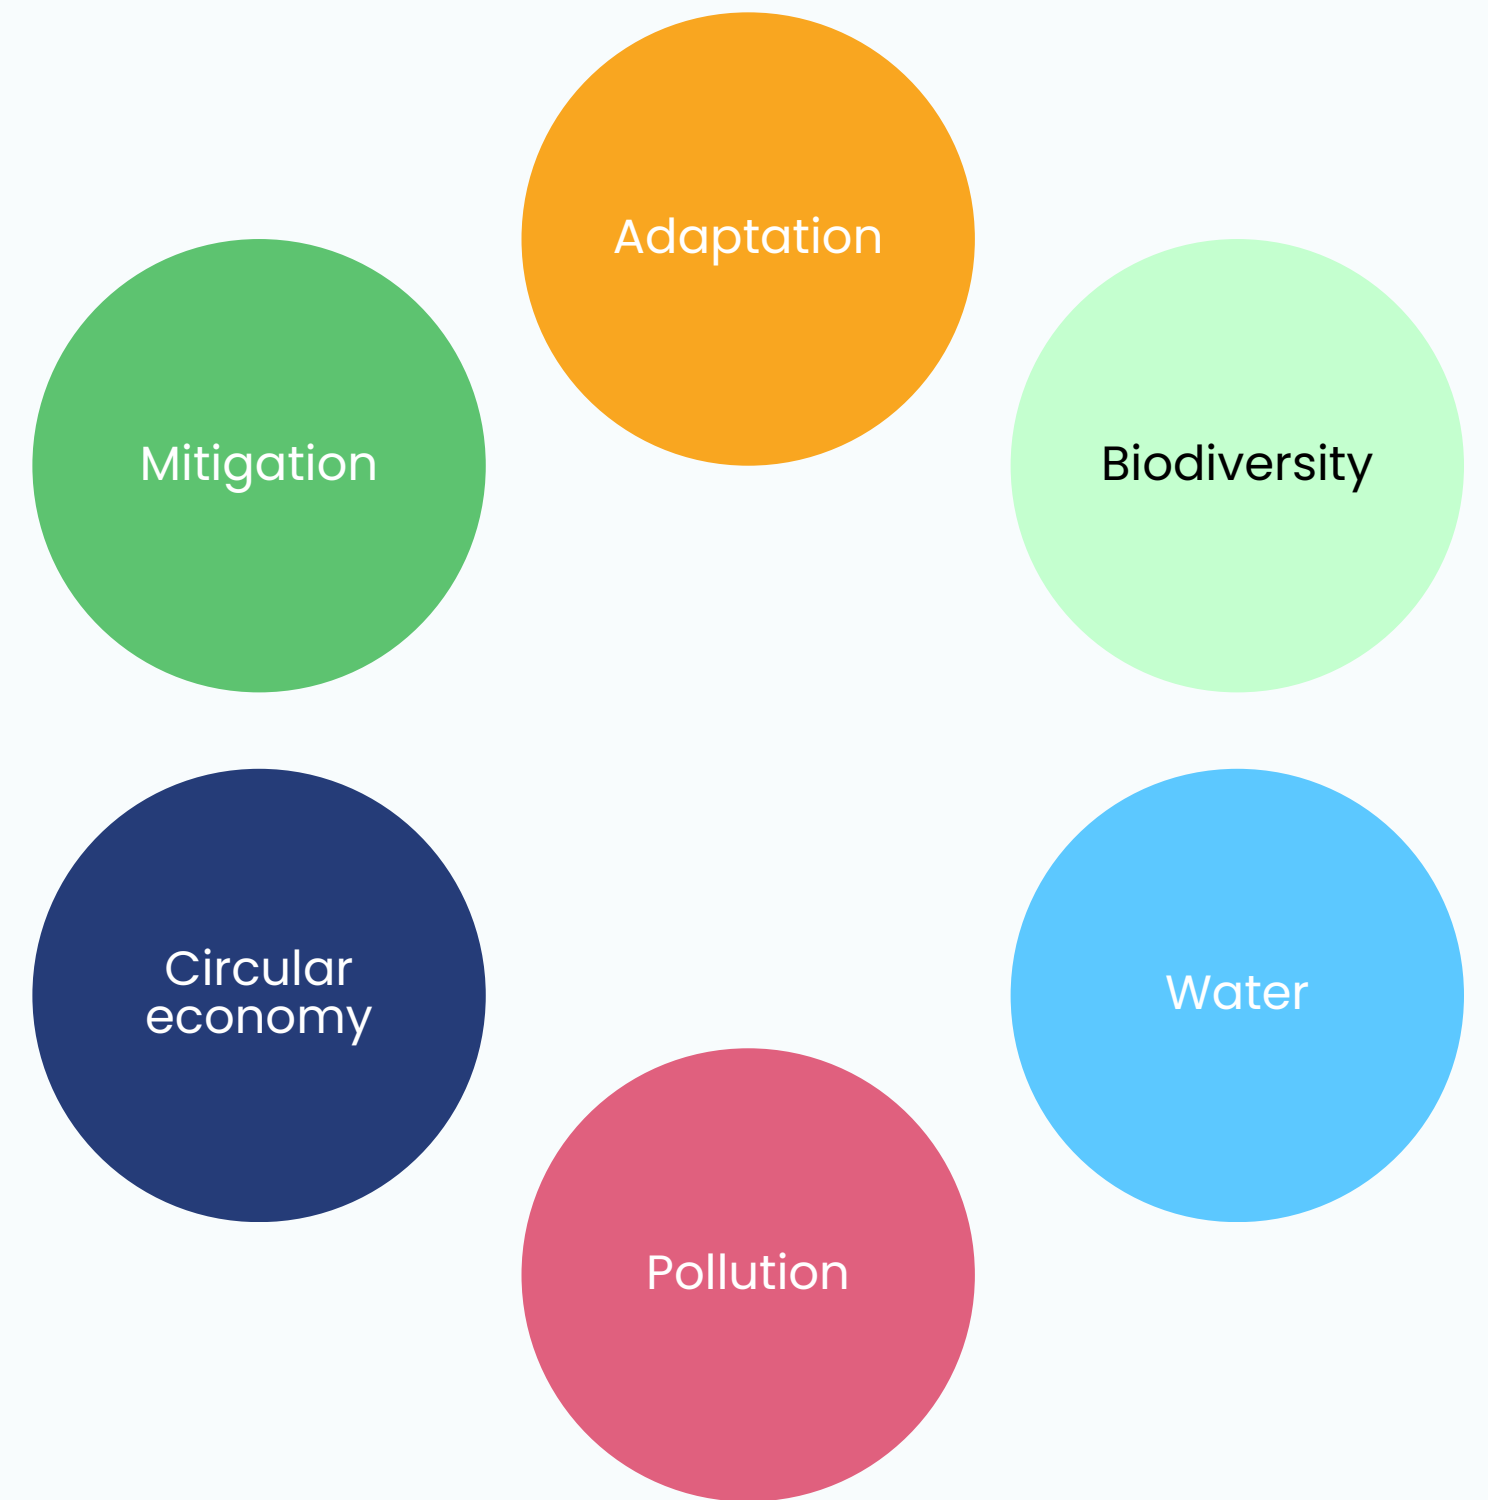 Adaptation
Mitigation
Biodiversity
Circular
economy
Water
Pollution